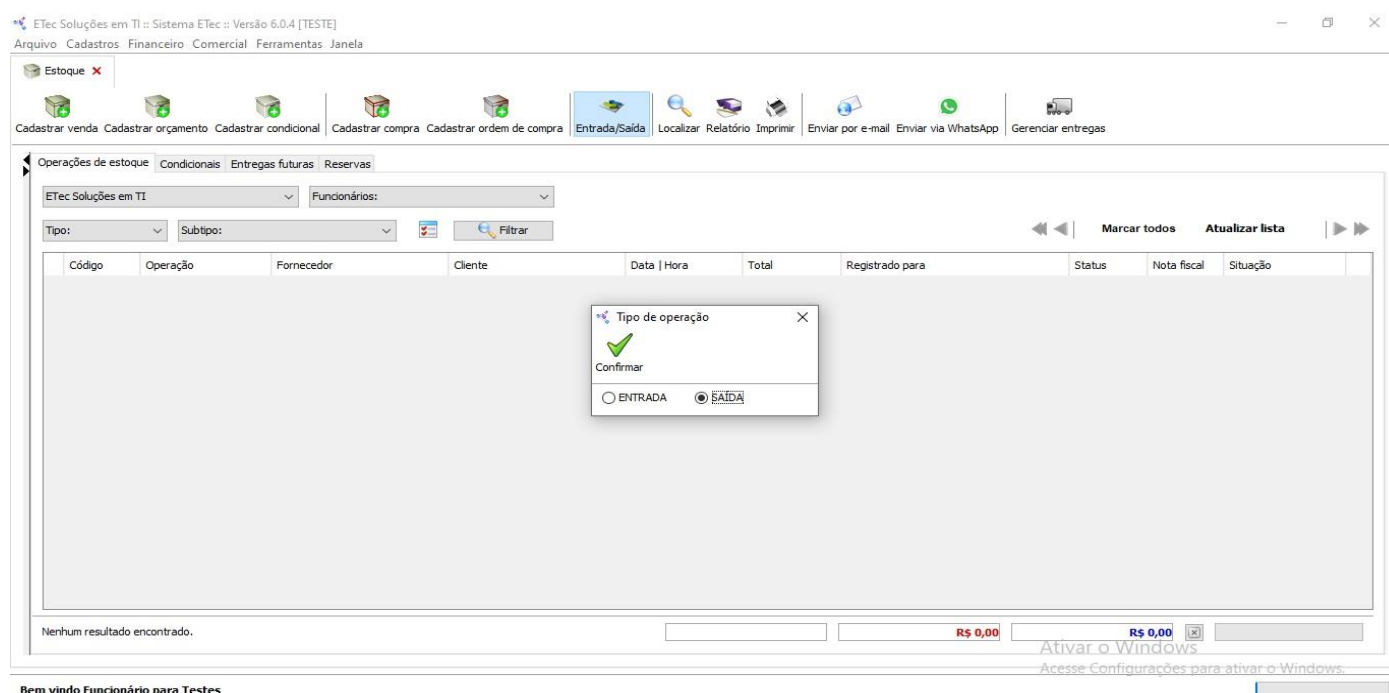 ETec Soluções em TI :: Sistema ETec :: Versão 6.0.4 [TESTE]
Arquivo Cadastros Financeiro Comercial Ferramentas Janela
Estoque
Cadastrar venda Cadastrar orçamento Cadastrar condicional Cadastrar compra Cadastrar ordem de compra Entrada/Saída Localizar Relatório Imprimir Enviar por e-mail Enviar via WhatsApp Gerenciar entregas
Operações de estoque Condicionais Entregas futuras Reservas
ETec Soluções em TI Funcionários:
Tipo: Subtipo: Filtrar Marcar todos Atualizar lista
Código Operação Fornecedor Cliente Data | Hora Total Registrado para Status Nota fiscal Situação
Tipo de operação
Confirmar
ENTRADA SAÍDA
Nenhum resultado encontrado. R$ 0,00 R$ 0,00
Ativar o Windows
Acesse Configurações para ativar o Windows.
Bem vindo Funcionário para Testes